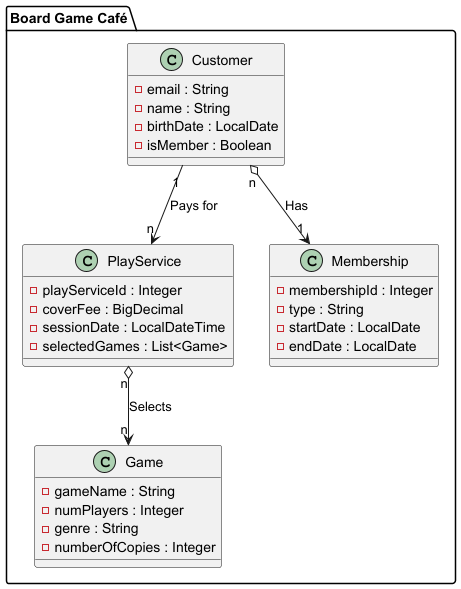 Board Game Café
C Customer
email : String
name : String
birthDate : LocalDate
isMember : Boolean
1
n
Pays for
Has
n
1
C PlayService
playServiceId : Integer
coverFee : BigDecimal
sessionDate : LocalDateTime
selectedGames : List<Game>
C Membership
membershipId : Integer
type : String
startDate : LocalDate
endDate : LocalDate
n
Selects
n
C Game
gameName : String
numPlayers : Integer
genre : String
numberOfCopies : Integer